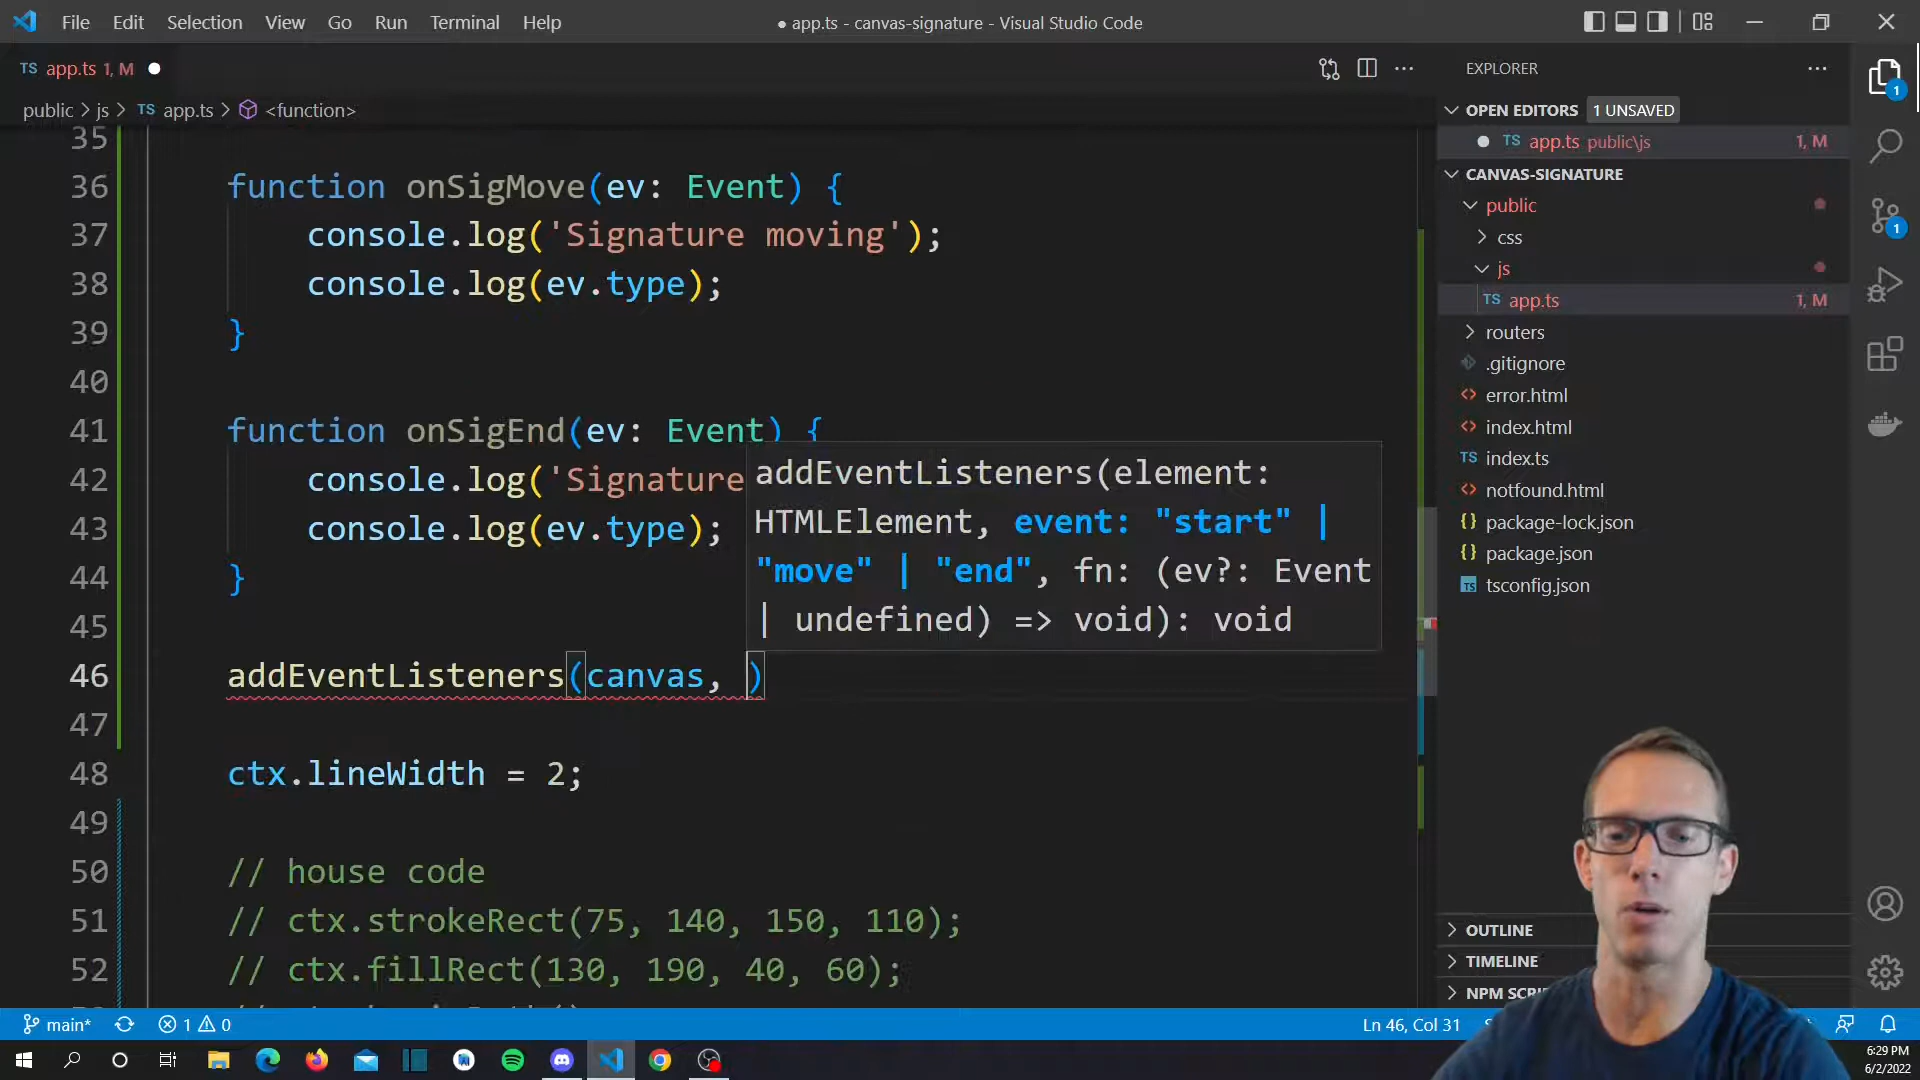 File Edit Selection View Go Run Terminal Help
● app.ts - canvas-signature - Visual Studio Code
TS app.ts 1, M ●
public > js > TS app.ts > <function>
35
36 function onSigMove(ev: Event) {
37 console.log('Signature moving');
38 console.log(ev.type);
39 }
40
41 function onSigEnd(ev: Event) {
42 console.log('Signature
43 console.log(ev.type);
44 }
45
46 addEventListeners(canvas, )
47
48 ctx.lineWidth = 2;
49
50 // house code
51 // ctx.strokeRect(75, 140, 150, 110);
52 // ctx.fillRect(130, 190, 40, 60);
addEventListeners(element:
HTMLElement, event: "start" |
"move" | "end", fn: (ev?: Event
| undefined) => void): void
EXPLORER
OPEN EDITORS 1 UNSAVED
● TS app.ts public\js 1, M
CANVAS-SIGNATURE
public
css
js
TS app.ts 1, M
routers
.gitignore
error.html
index.html
TS index.ts
notfound.html
package-lock.json
package.json
tsconfig.json
OUTLINE
TIMELINE
NPM SCRI
1
1
main* 1 0
Ln 46, Col 31
6:29 PM
6/2/2022